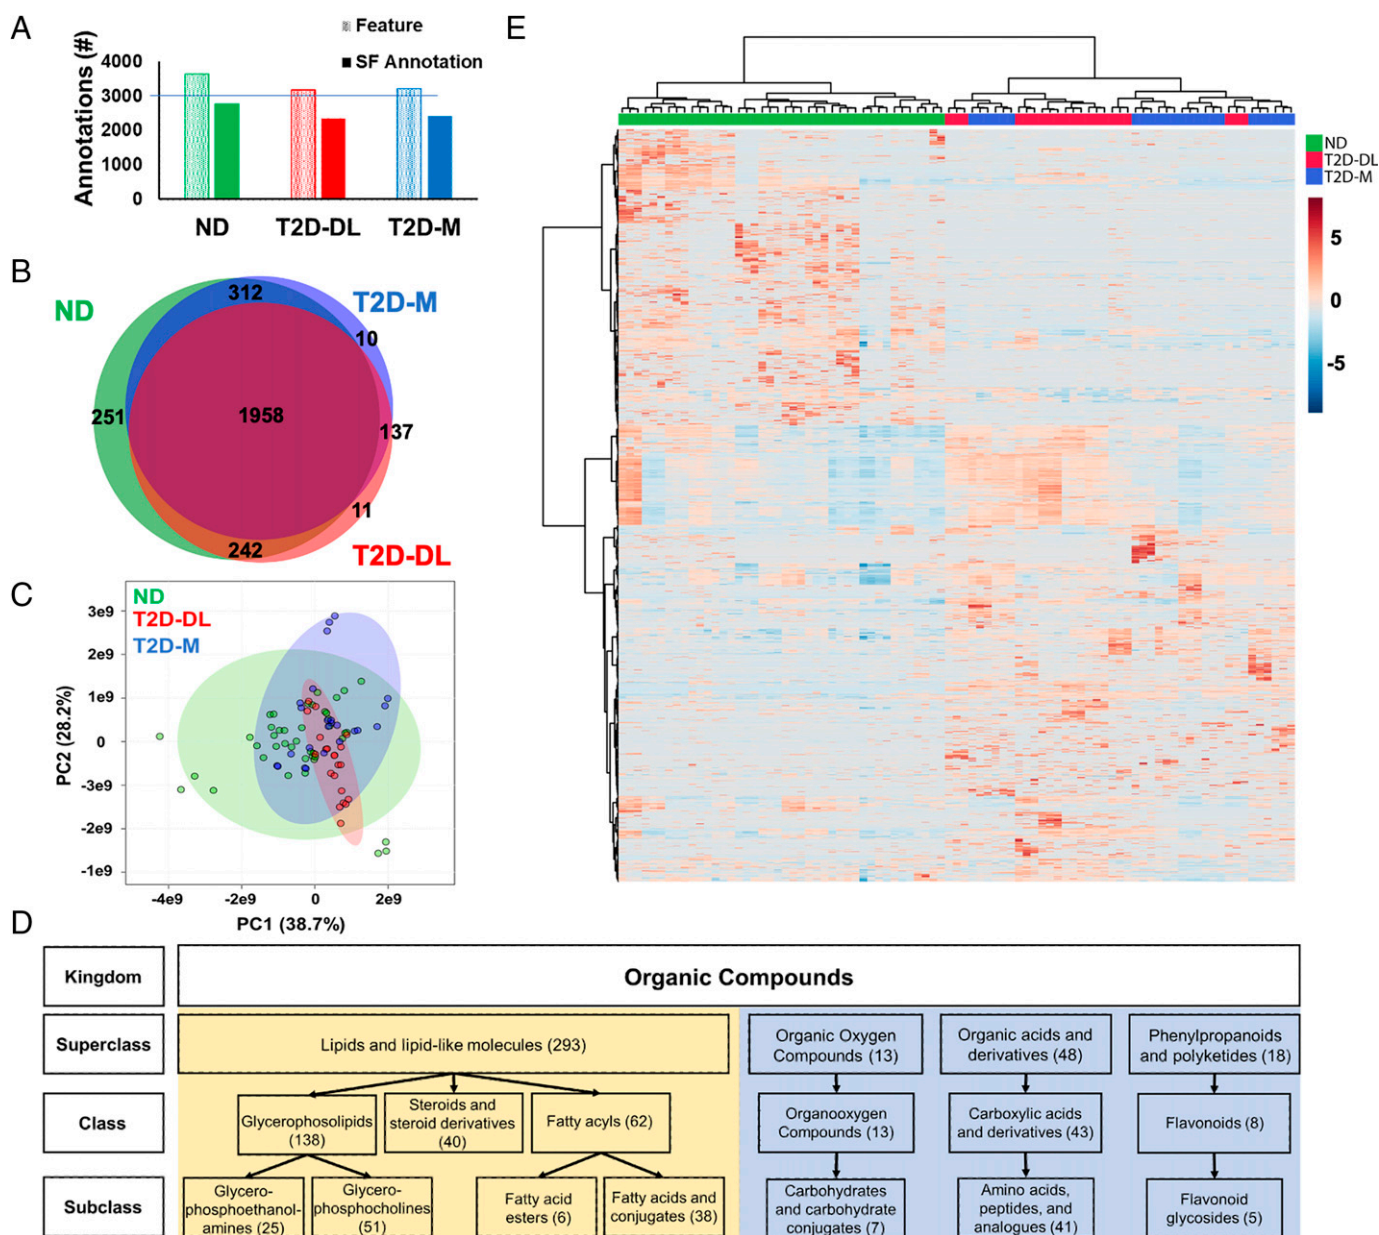 A
Feature
SF Annotation
Annotations (#)
4000
3000
2000
1000
0
ND
T2D-DL
T2D-M
B
ND
T2D-M
T2D-DL
312
10
251
1958
137
11
242
C
ND
T2D-DL
T2D-M
PC2 (28.2%)
3e9
2e9
1e9
0
-3e9
-2e9
-1e9
-4e9
-2e9
0
2e9
PC1 (38.7%)
E
ND
T2D-DL
T2D-M
5
0
-5
D
Kingdom
Organic Compounds
Superclass
Lipids and lipid-like molecules (293)
Organic Oxygen
Compounds (13)
Organic acids and
derivatives (48)
Phenylpropanoids
and polyketides (18)
Class
Glycerophosolipids
(138)
Steroids and
steroid derivatives
(40)
Fatty acyls (62)
Organooxygen
Compounds (13)
Carboxylic acids
and derivatives (43)
Flavonoids (8)
Subclass
Glycero-
phosphoethanol-
amines (25)
Glycero-
phosphocholines
(51)
Fatty acid
esters (6)
Fatty acids and
conjugates (38)
Carbohydrates
and carbohydrate
conjugates (7)
Amino acids,
peptides, and
analogues (41)
Flavonoid
glycosides (5)